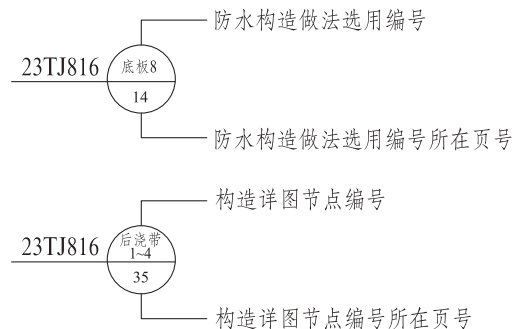 防水构造做法选用编号
23TJ816
底板8
14
防水构造做法选用编号所在页号
构造详图节点编号
23TJ816
后浇带
1~4
35
构造详图节点编号所在页号